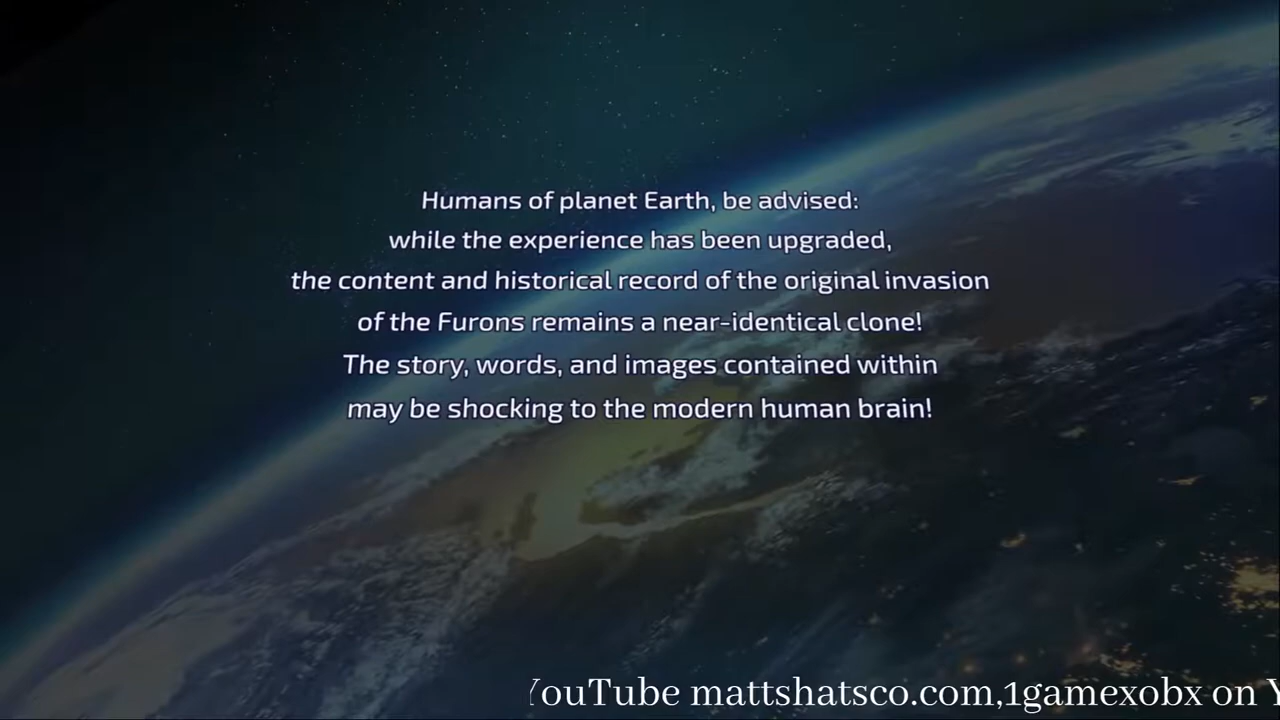 Humans of planet Earth, be advised:
while the experience has been upgraded,
the content and historical record of the original invasion
of the Furons remains a near-identical clone!
The story, words, and images contained within
may be shocking to the modern human brain!
YouTube mattshatsco.com,1gamexobx on Y